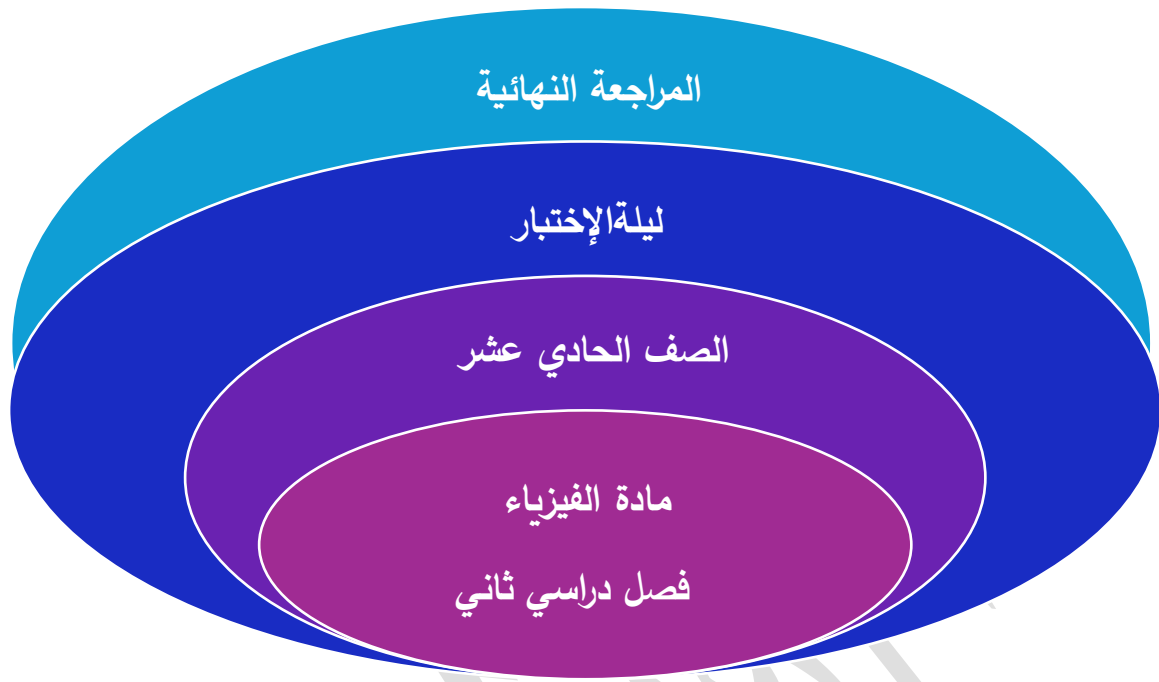 المراجعة النهائية
ليلةالإختبار
الصف الحادي عشر
مادة الفيزياء
فصل دراسي ثاني